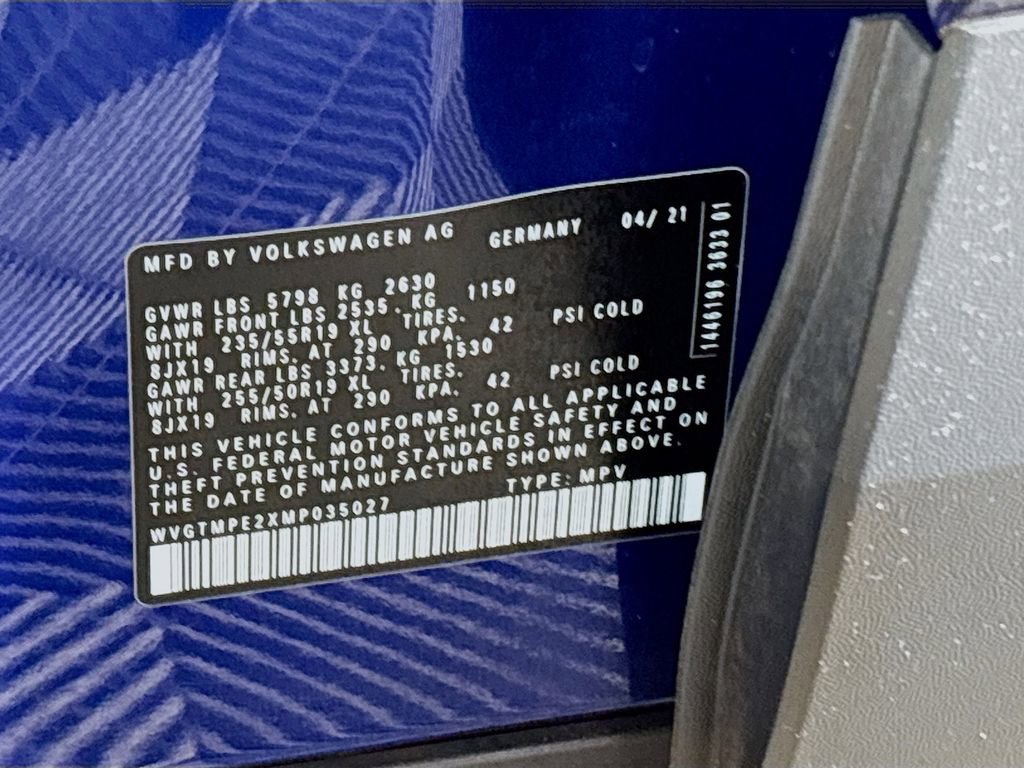 MFD BY VOLKSWAGEN AG GERMANY 04/ 21
GVWR LBS 5798 KG 2630
GAWR FRONT LBS 2535. KG 1150
WITH 235/55R19 XL TIRES.
8JX19 RIMS. AT 290 KPA. 42 PSI COLD
GAWR REAR LBS 3373. KG 1530
WITH 255/50R19 XL TIRES.
8JX19 RIMS. AT 290 KPA. 42 PSI COLD
THIS VEHICLE CONFORMS TO ALL APPLICABLE
U.S. FEDERAL MOTOR VEHICLE SAFETY AND
THEFT PREVENTION STANDARDS IN EFFECT ON
THE DATE OF MANUFACTURE SHOWN ABOVE.
WVGTMPE2XMP035027 TYPE: MPV
1446196 3633 01